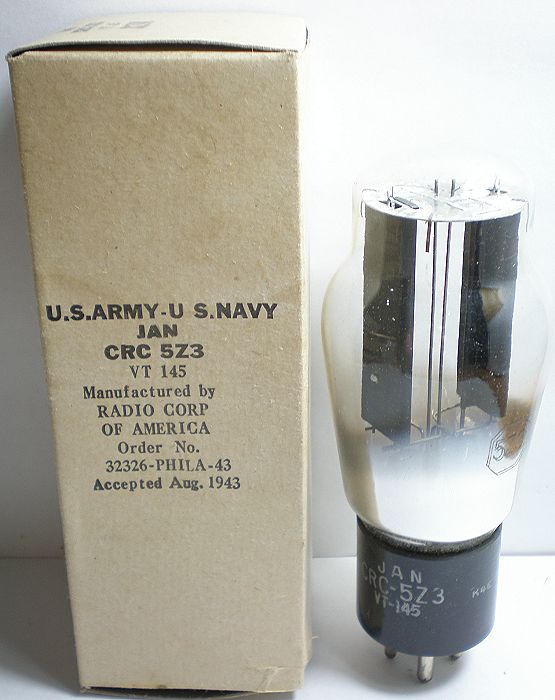 U.S.ARMY-U S.NAVY
JAN
CRC 5Z3
VT 145
Manufactured by
RADIO CORP
OF AMERICA
Order No.
32326-PHILA-43
Accepted Aug. 1943
5
JAN
CRC-5Z3
VT-145